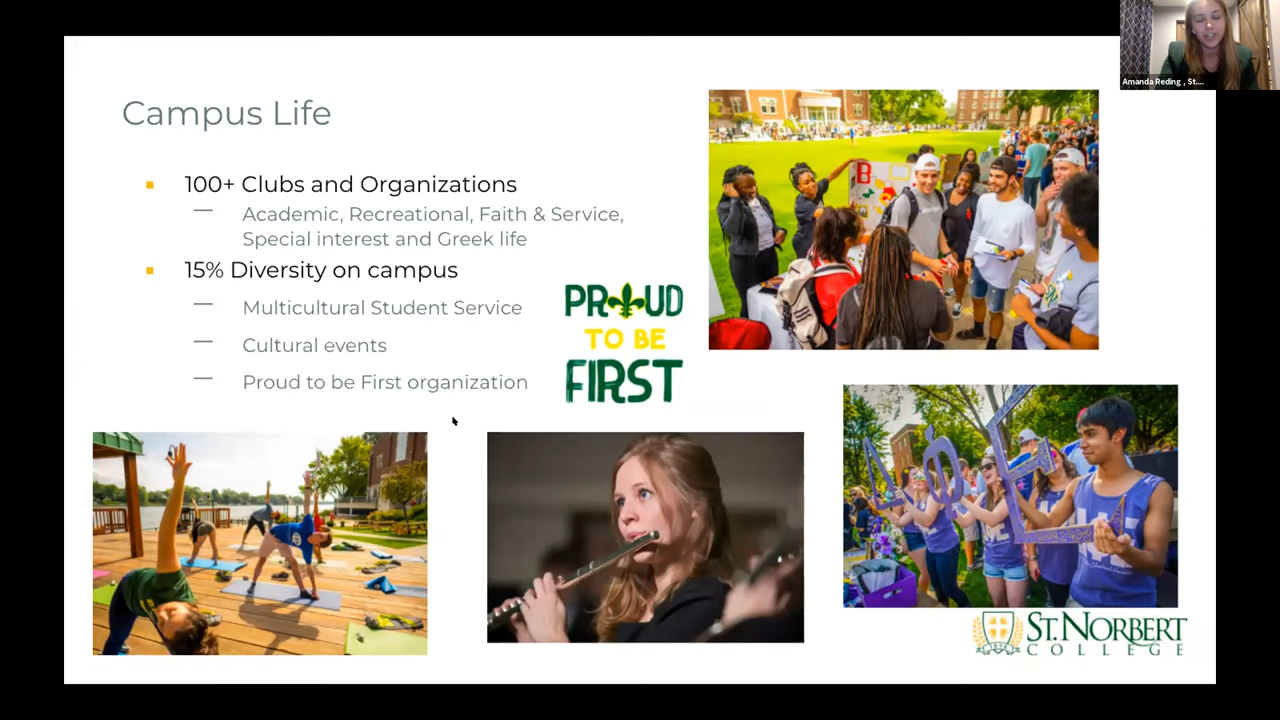 Amanda Reding , St....
Campus Life
100+ Clubs and Organizations
Academic, Recreational, Faith & Service,
Special interest and Greek life
15% Diversity on campus
Multicultural Student Service
Cultural events
Proud to be First organization
PROUD
TO BE
FIRST
B
ST. NORBERT
COLLEGE